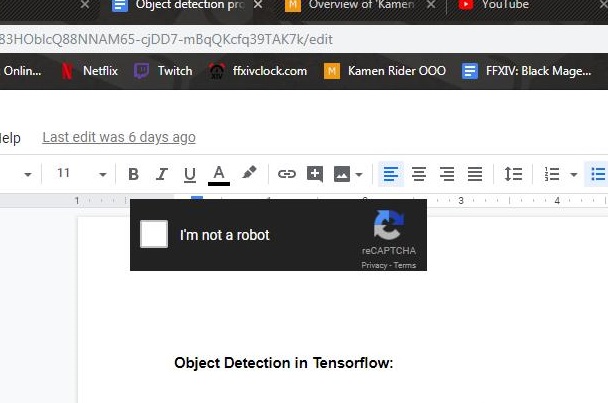 Object detection pro
Overview of 'Kamen
YouTube
83HOblcQ88NNAM65-cjDD7-mBqQKcfq39TAK7k/edit
Online...
Netflix
Twitch
ffxivclock.com
Kamen Rider OOO
FFXIV: Black Mage...
Help
Last edit was 6 days ago
11
B
I
U
A
1
1
2
3
4
I'm not a robot
reCAPTCHA
Privacy - Terms
Object Detection in Tensorflow: